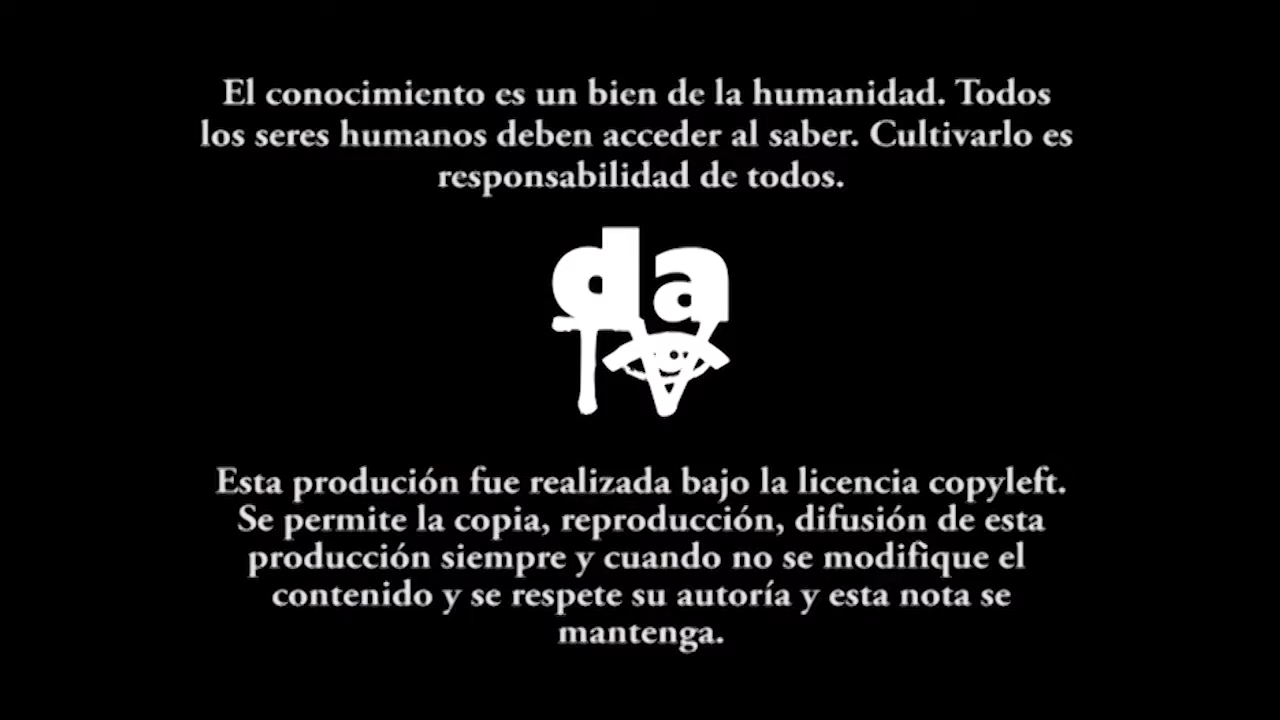 El conocimiento es un bien de la humanidad. Todos
los seres humanos deben acceder al saber. Cultivarlo es
responsabilidad de todos.
da
TV
Esta produción fue realizada bajo la licencia copyleft.
Se permite la copia, reproducción, difusión de esta
producción siempre y cuando no se modifique el
contenido y se respete su autoría y esta nota se
mantenga.